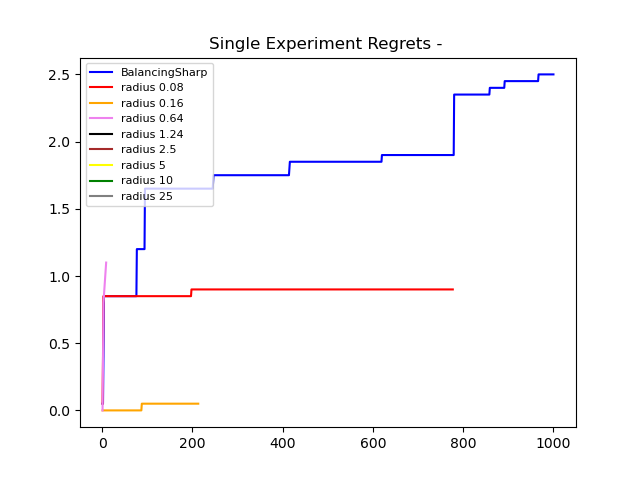 Single Experiment Regrets -
BalancingSharp
radius 0.08
radius 0.16
radius 0.64
radius 1.24
radius 2.5
radius 5
radius 10
radius 25
2.5
2.0
1.5
1.0
0.5
0.0
0 200 400 600 800 1000